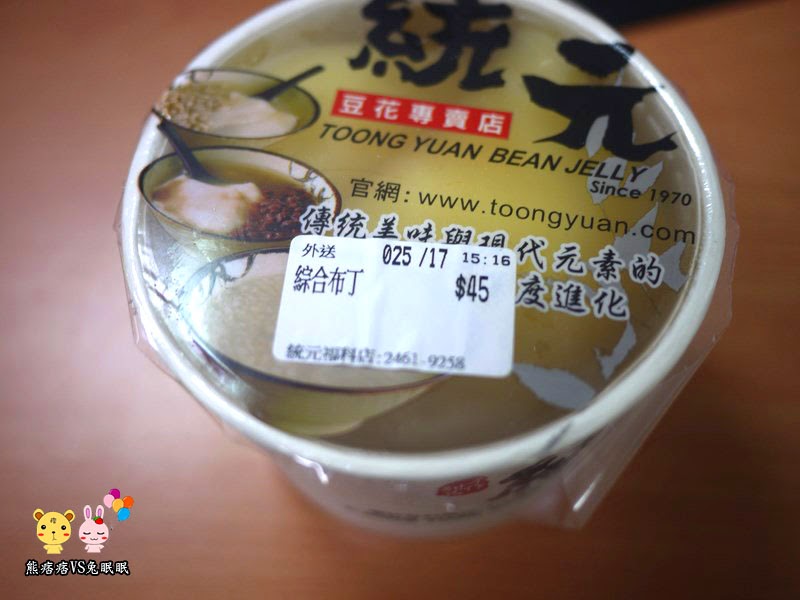 統元
豆花專賣店
TOONG YUAN BEAN JELLY
Since 1970
官網: www.toongyuan.com
傳統美味與現代元素的
度進化
外送 025/17 15:16
綜合布丁 $45
統元福科店:2461-9258
熊痞痞VS兔眠眠